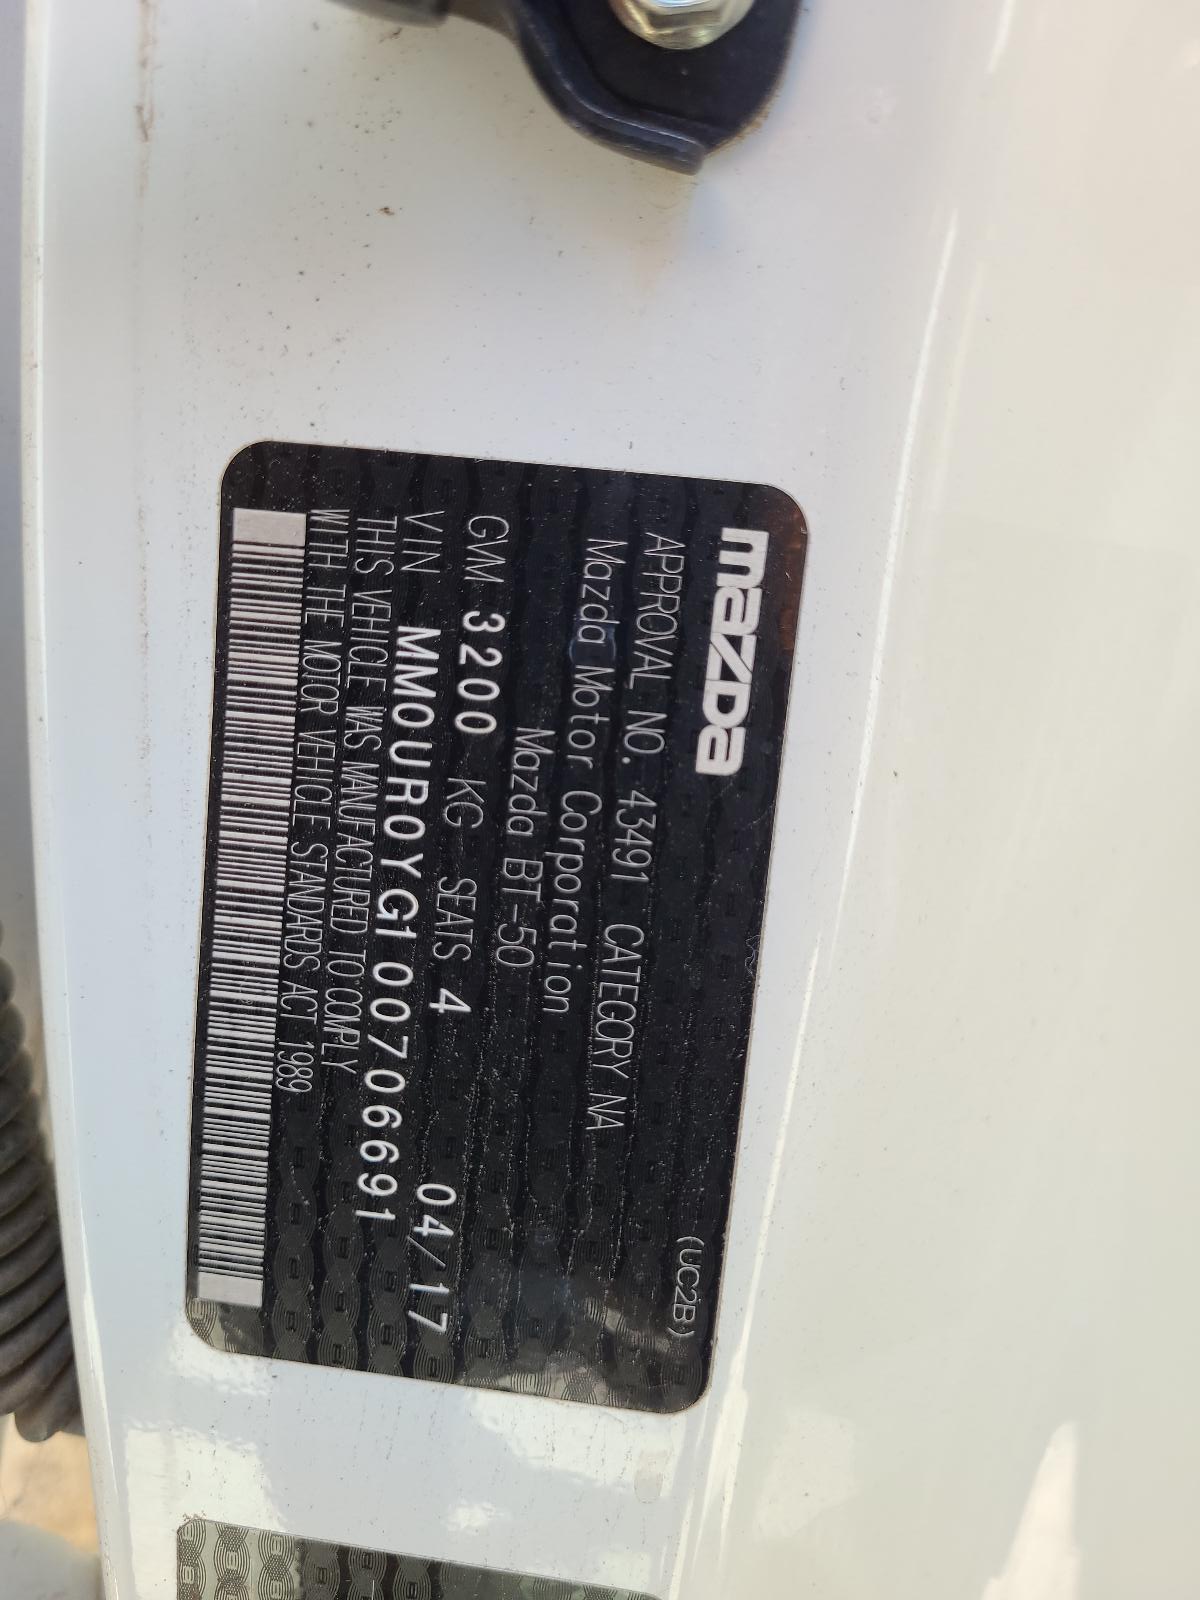 mazda
(UC2B)
APPROVAL NO. 43491 CATEGORY NA
Mazda Motor Corporation
Mazda BT-50
GVM 3200 KG SEATS 4 04/17
VIN MM0UR0YG100706691
THIS VEHICLE WAS MANUFACTURED TO COMPLY
WITH THE MOTOR VEHICLE STANDARDS ACT 1989